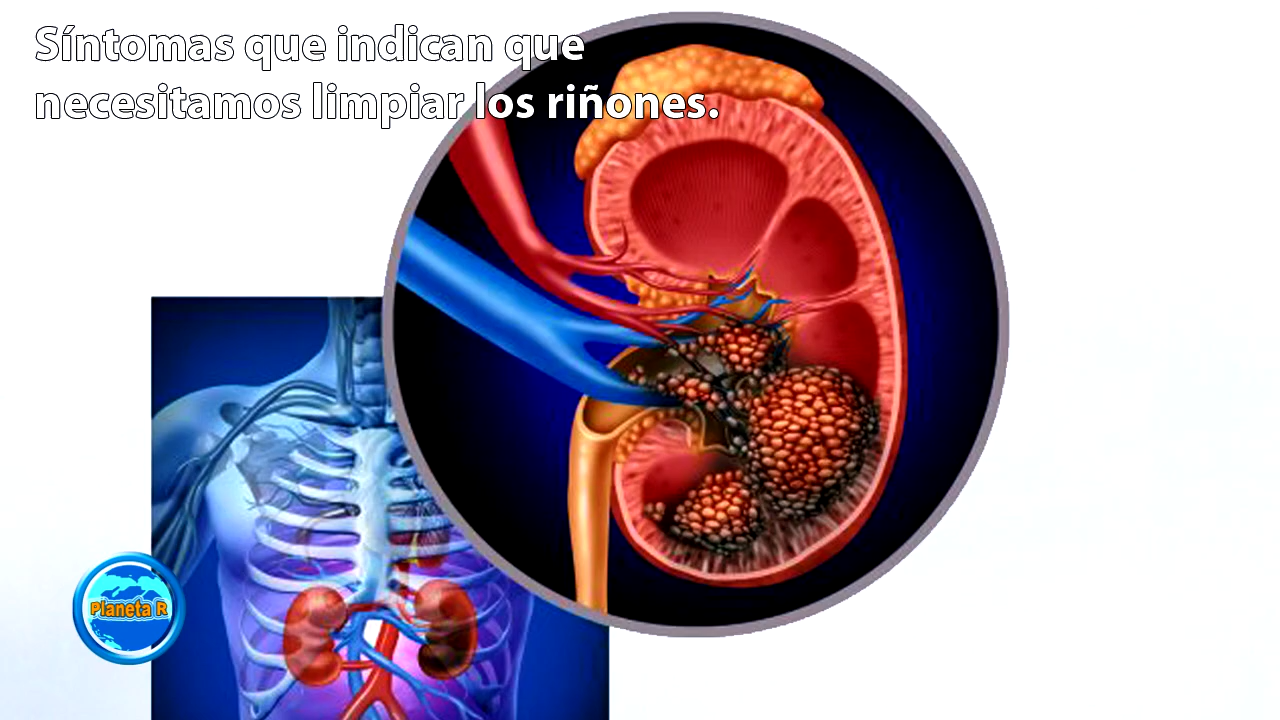 Síntomas que indican que
necesitamos limpiar los riñones.
Planeta R